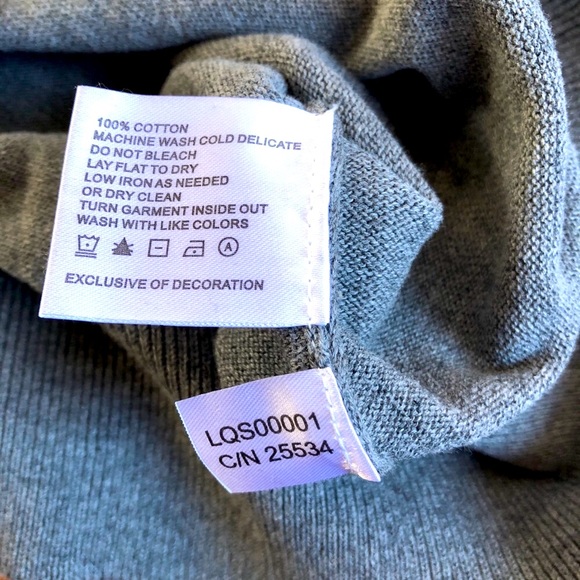 100% COTTON
MACHINE WASH COLD DELICATE
DO NOT BLEACH
LAY FLAT TO DRY
LOW IRON AS NEEDED
OR DRY CLEAN
TURN GARMENT INSIDE OUT
WASH WITH LIKE COLORS
A
EXCLUSIVE OF DECORATION
LQS00001
C/N 25534